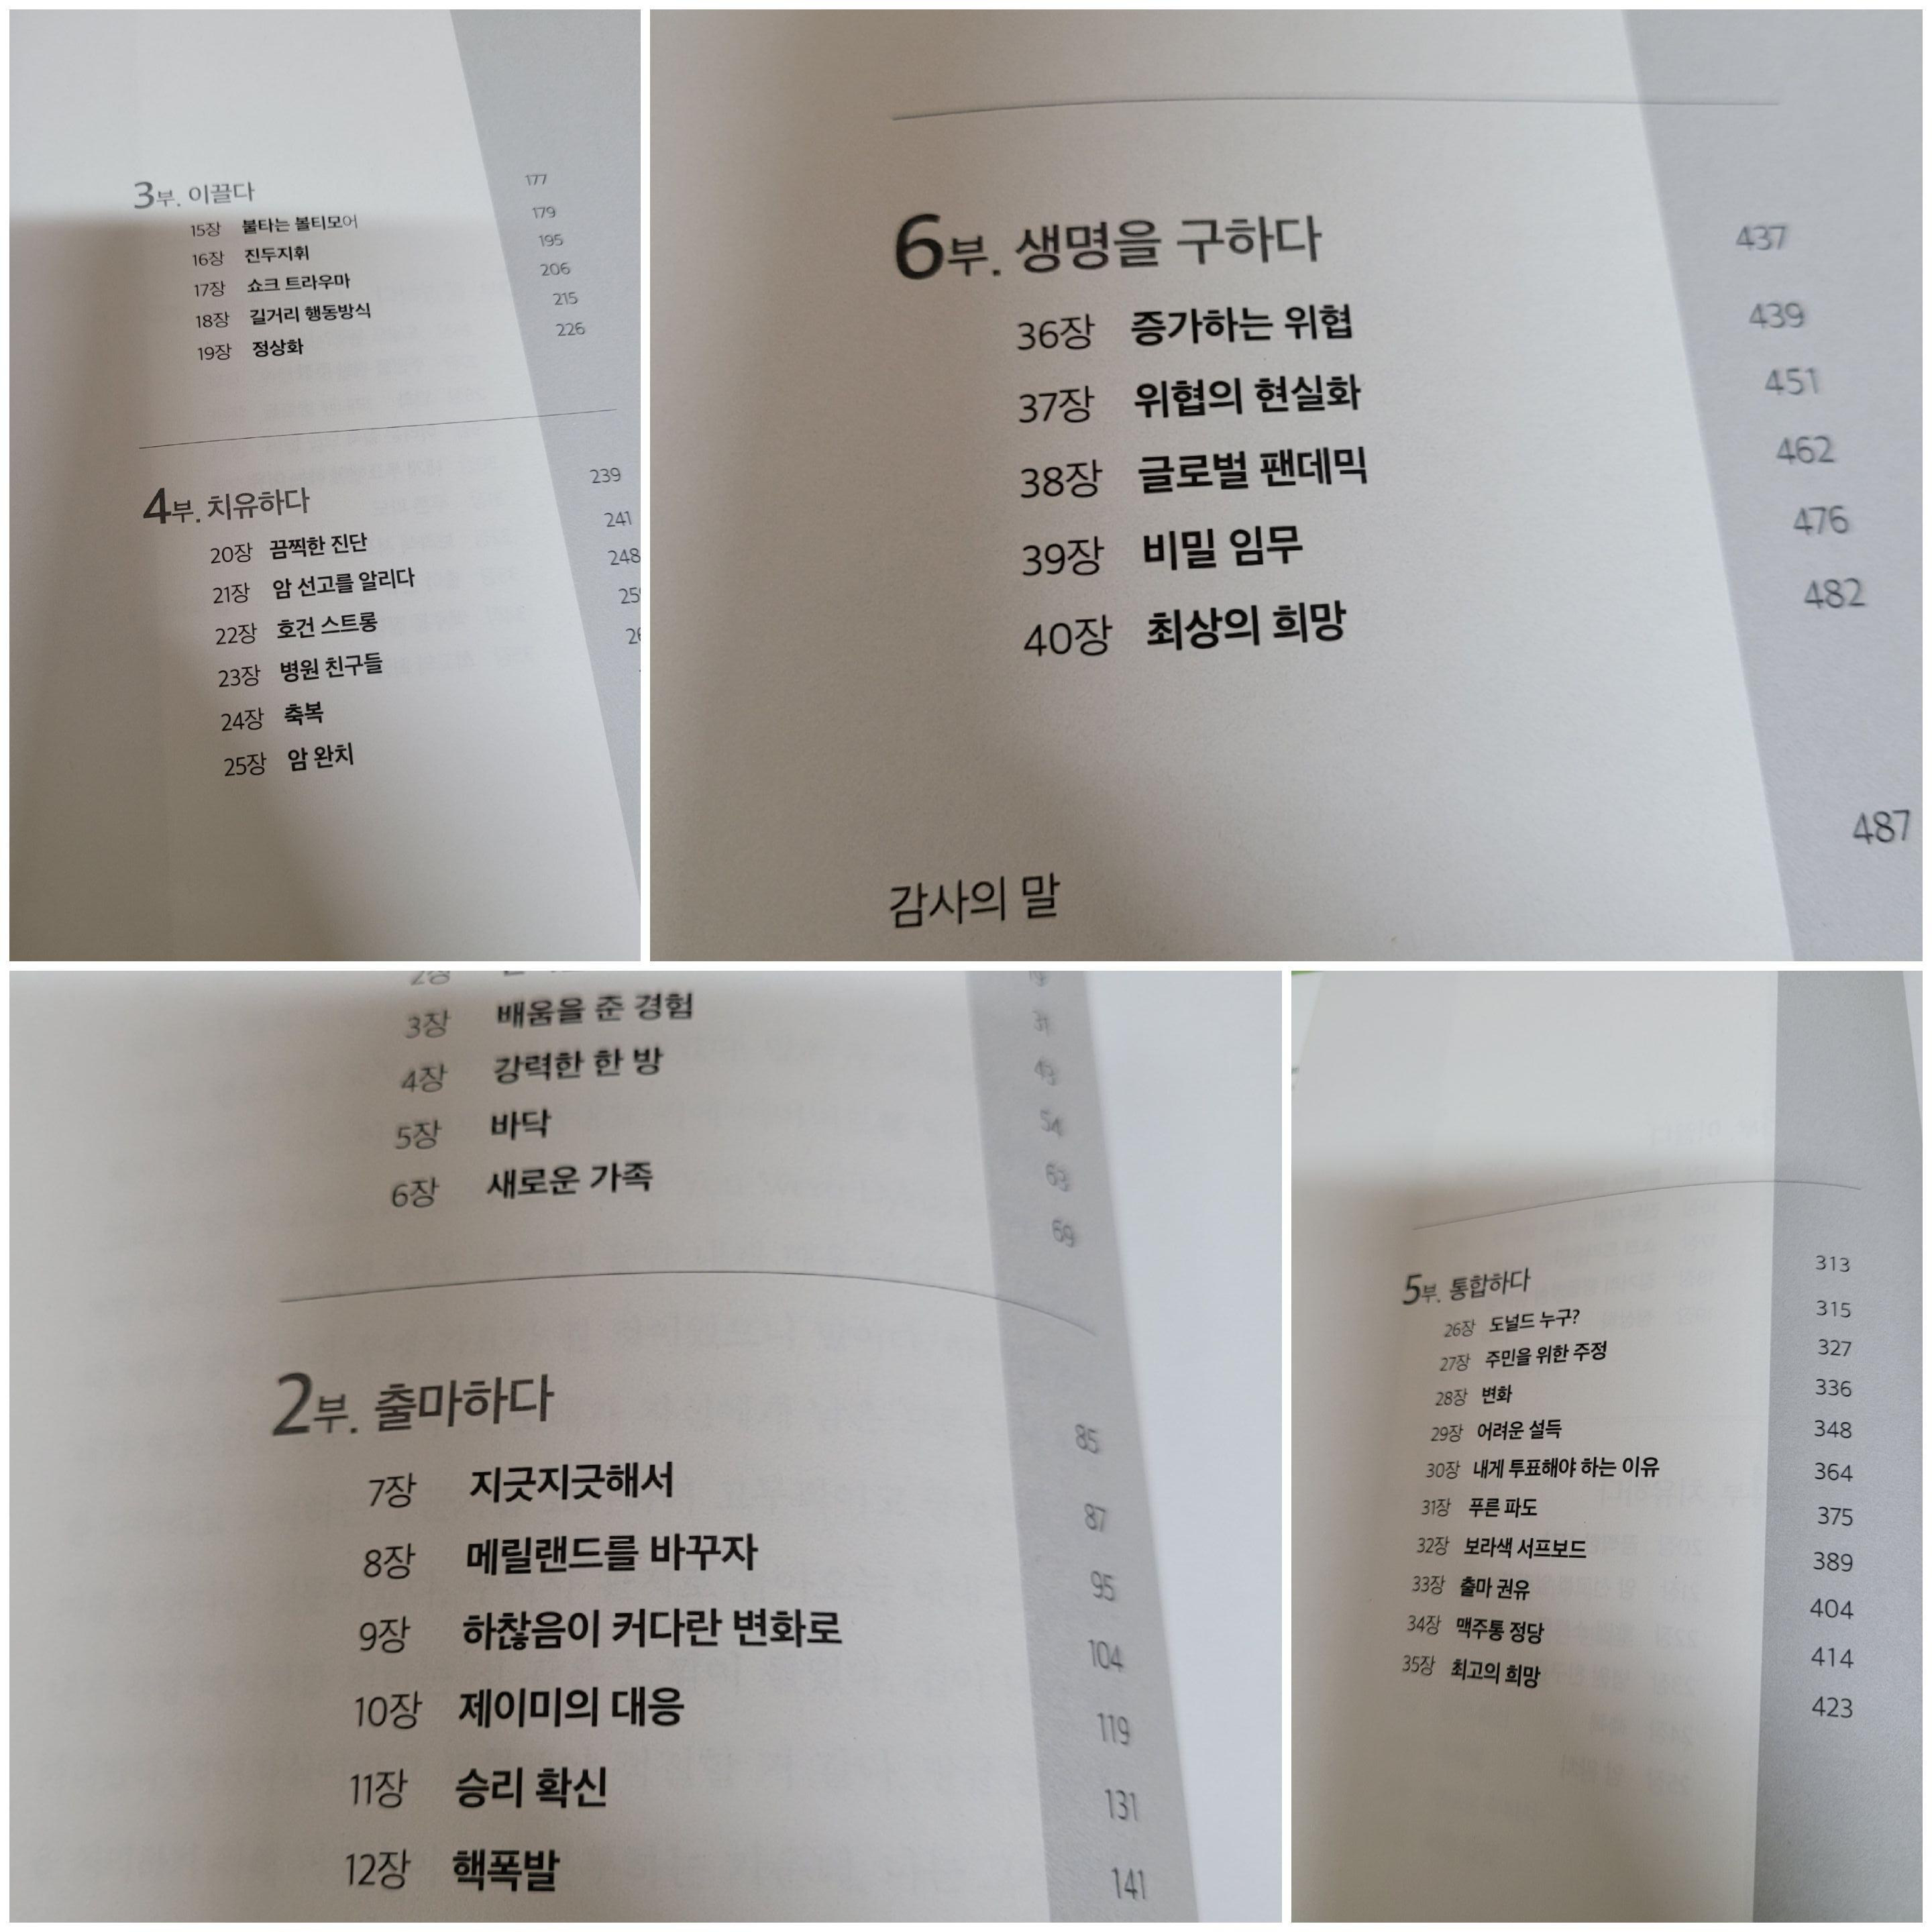 3부. 이끌다 177
15장 불타는 볼티모어 179
16장 진두지휘 195
17장 쇼크 트라우마 206
18장 길거리 행동방식 215
19장 정상화 226
4부. 치유하다 239
20장 끔찍한 진단 241
21장 암 선고를 알리다 248
22장 호건 스트롱
23장 병원 친구들
24장 축복
25장 암 완치
6부. 생명을 구하다 437
36장 증가하는 위협 439
37장 위협의 현실화 451
38장 글로벌 팬데믹 462
39장 비밀 임무 476
40장 최상의 희망 482
감사의 말 487
3장 배움을 준 경험 31
4장 강력한 한 방 43
5장 바닥 54
6장 새로운 가족 63
69
2부. 출마하다 85
7장 지긋지긋해서 87
8장 메릴랜드를 바꾸자 95
9장 하찮음이 커다란 변화로 104
10장 제이미의 대응 119
11장 승리 확신 131
12장 핵폭발 141
5부. 통합하다 313
26장 도널드 누구? 315
27장 주민을 위한 주정 327
28장 변화 336
29장 어려운 설득 348
30장 내게 투표해야 하는 이유 364
31장 푸른 파도 375
32장 보라색 서프보드 389
33장 출마 권유 404
34장 맥주통 정당 414
35장 최고의 희망 423